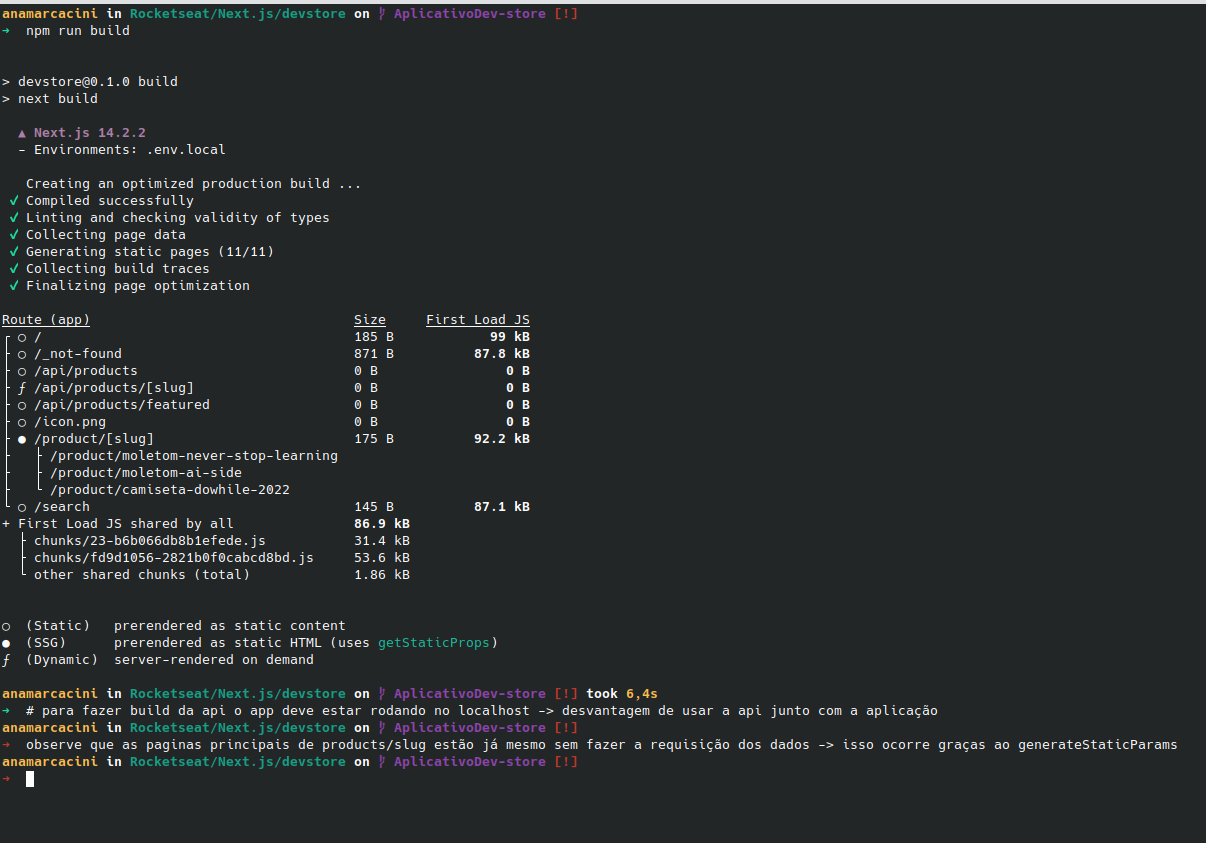 anamarcacini in Rocketseat/Next.js/devstore on ᚠ AplicativoDev-store [!]
➜ npm run build
> devstore@0.1.0 build
> next build
▲ Next.js 14.2.2
- Environments: .env.local
Creating an optimized production build ...
✓ Compiled successfully
✓ Linting and checking validity of types
✓ Collecting page data
✓ Generating static pages (11/11)
✓ Collecting build traces
✓ Finalizing page optimization
Route (app) Size First Load JS
┌ ○ / 185 B 99 kB
├ ○ /_not-found 871 B 87.8 kB
├ ○ /api/products 0 B 0 B
├ ƒ /api/products/[slug] 0 B 0 B
├ ○ /api/products/featured 0 B 0 B
├ ○ /icon.png 0 B 0 B
├ ● /product/[slug] 175 B 92.2 kB
├ ├ /product/moletom-never-stop-learning
├ ├ /product/moletom-ai-side
├ └ /product/camiseta-dowhile-2022
└ ○ /search 145 B 87.1 kB
+ First Load JS shared by all 86.9 kB
├ chunks/23-b6b066db8b1efede.js 31.4 kB
├ chunks/fd9d1056-2821b0f0cabcd8bd.js 53.6 kB
└ other shared chunks (total) 1.86 kB
○ (Static) prerendered as static content
● (SSG) prerendered as static HTML (uses getStaticProps)
ƒ (Dynamic) server-rendered on demand
anamarcacini in Rocketseat/Next.js/devstore on ᚠ AplicativoDev-store [!] took 6,4s
➜ # para fazer build da api o app deve estar rodando no localhost -> desvantagem de usar a api junto com a aplicação
anamarcacini in Rocketseat/Next.js/devstore on ᚠ AplicativoDev-store [!]
➜ observe que as paginas principais de products/slug estão já mesmo sem fazer a requisição dos dados -> isso ocorre graças ao generateStaticParams
anamarcacini in Rocketseat/Next.js/devstore on ᚠ AplicativoDev-store [!]
➜